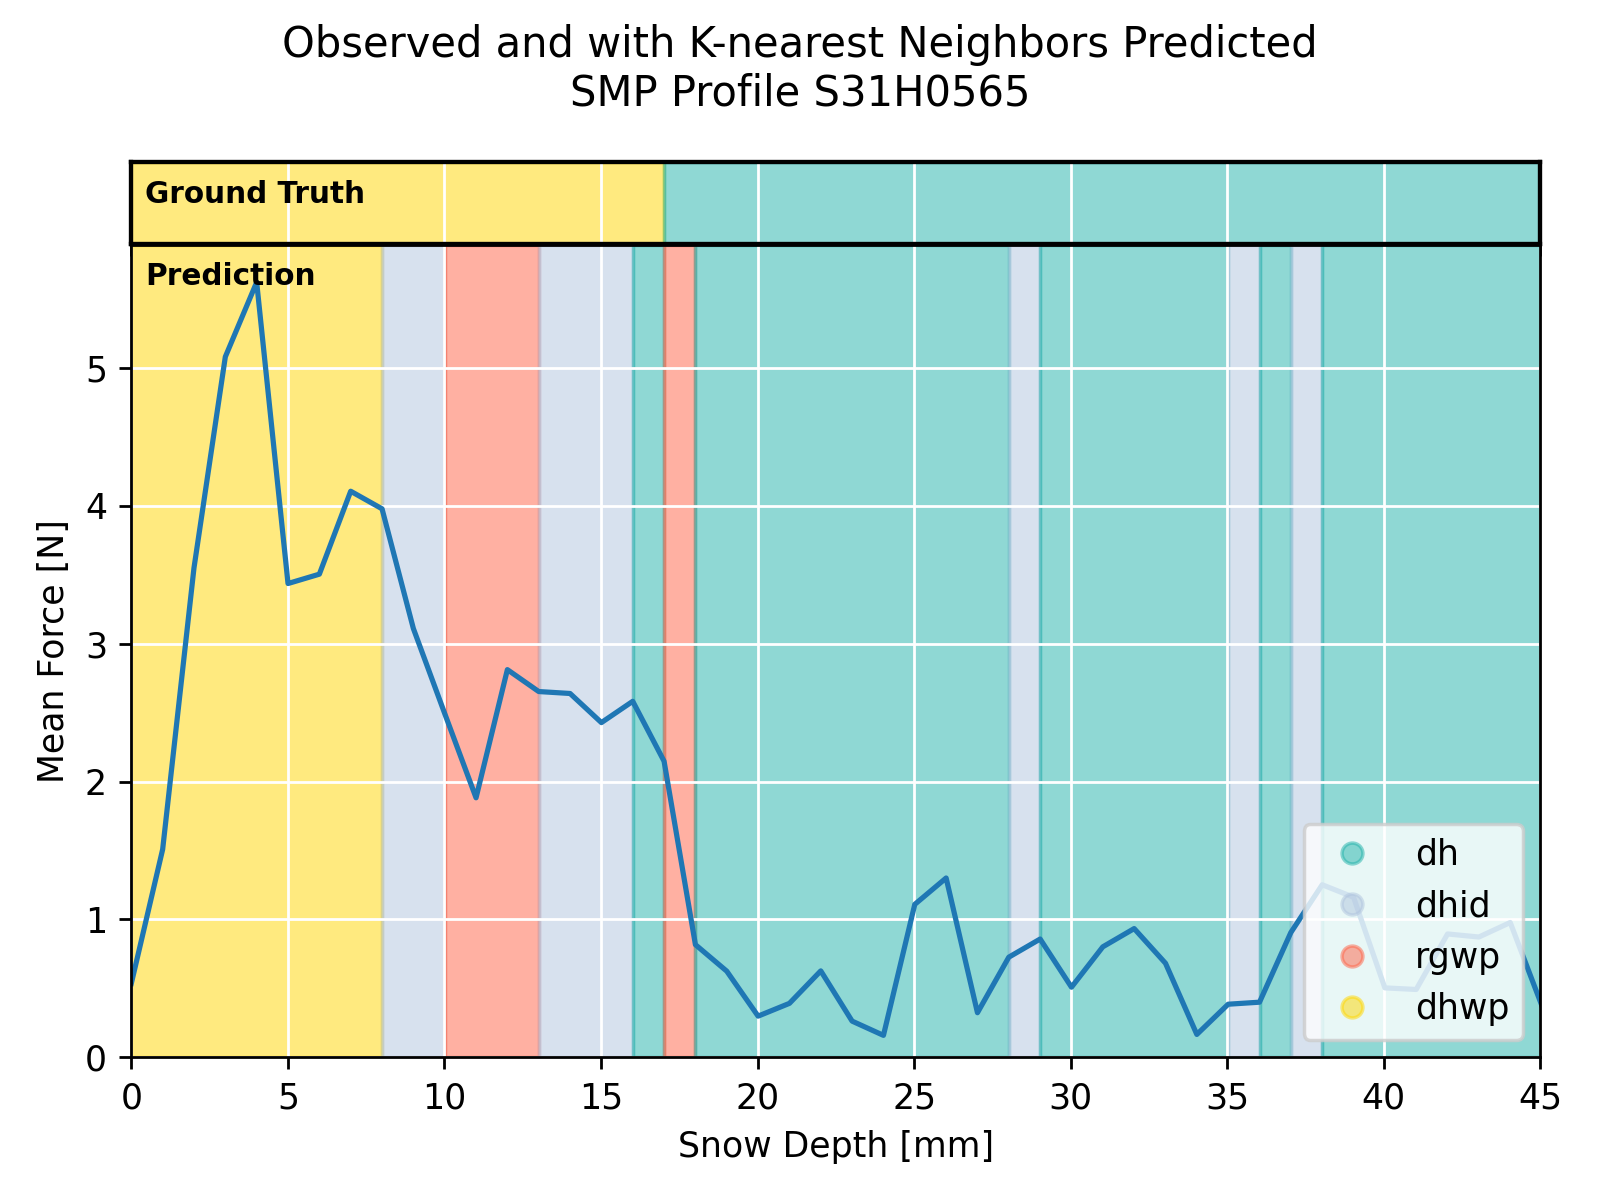 Observed and with K-nearest Neighbors Predicted
SMP Profile S31H0565
Ground Truth
Prediction
Mean Force [N]
5
4
3
2
1
0
dh
dhid
rgwp
dhwp
0 5 10 15 20 25 30 35 40 45
Snow Depth [mm]